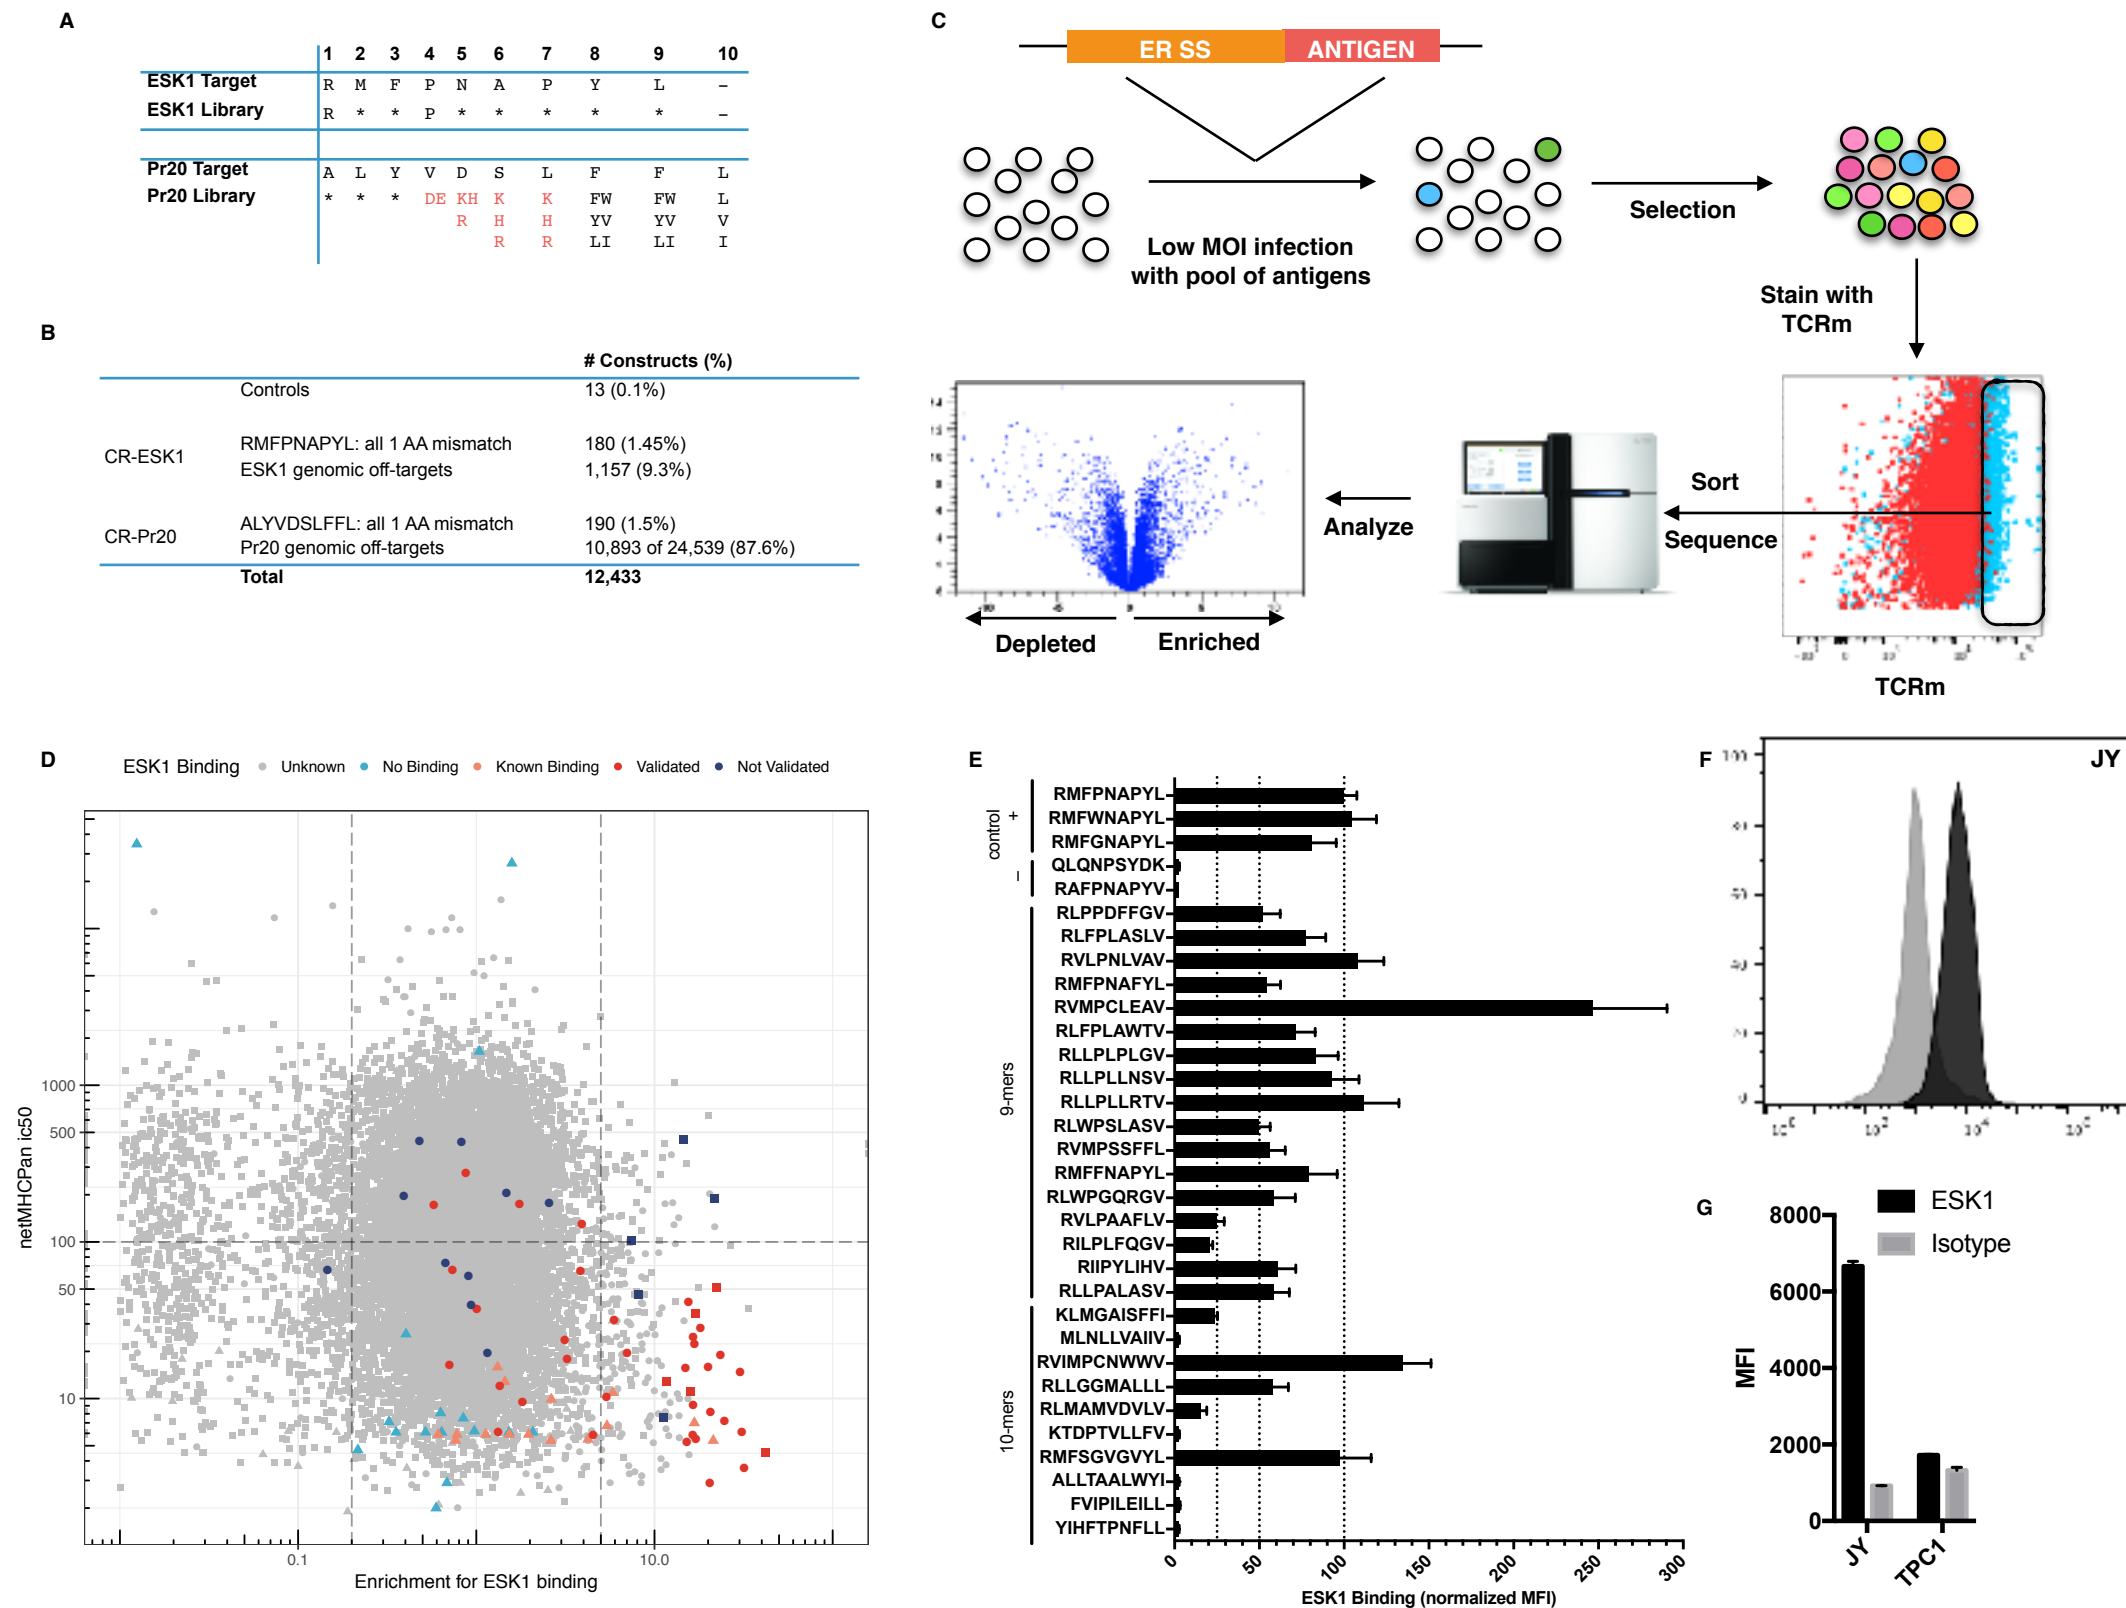 A
1 2 3 4 5 6 7 8 9 10
ESK1 Target R M F P N A P Y L –
ESK1 Library R * * P * * * * * –
Pr20 Target A L Y V D S L F F L
Pr20 Library * * * DE KH K K FW FW L
R H H YV YV V
R R LI LI I
B
# Constructs (%)
Controls 13 (0.1%)
CR-ESK1
RMFPNAPYL: all 1 AA mismatch 180 (1.45%)
ESK1 genomic off-targets 1,157 (9.3%)
CR-Pr20
ALYVDSLFFL: all 1 AA mismatch 190 (1.5%)
Pr20 genomic off-targets 10,893 of 24,539 (87.6%)
Total 12,433
C
ER SS ANTIGEN
Low MOI infection
with pool of antigens
Selection
Stain with
TCRm
TCRm
Sort
Sequence
Analyze
Depleted Enriched
D
ESK1 Binding Unknown No Binding Known Binding Validated Not Validated
netMHCPan ic50
1000
500
100
50
10
0.1 10.0
Enrichment for ESK1 binding
E
control
+
–
RMFPNAPYL
RMFWNAPYL
RMFGNAPYL
QLQNPSYDK
RAFPNAPYV
9-mers
RLPPDFFGV
RLFPLASLV
RVLPNLVAV
RMFPNAFYL
RVMPCLEAV
RLFPLAWTV
RLLPLPLGV
RLLPLLNSV
RLLPLLRTV
RLWPSLASV
RVMPSSFFL
RMFFNAPYL
RLWPGQRGV
RVLPAAFLV
RILPLFQGV
RIIPYLIHV
RLLPALASV
10-mers
KLMGAISFFI
MLNLLVAIIV
RVIMPCNWWV
RLLGGMALLL
RLMAMVDVLV
KTDPTVLLFV
RMFSGVGVYL
ALLTAALWYI
FVIPILEILL
YIHFTPNFLL
0 50 100 150 200 250 300
ESK1 Binding (normalized MFI)
F
JY
G
ESK1
Isotype
MFI
8000
6000
4000
2000
0
JY TPC1